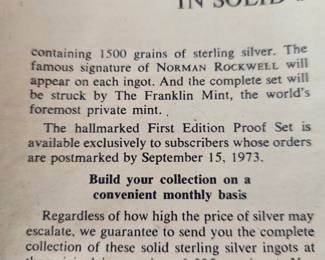 IN SOLID
containing 1500 grains of sterling silver. The
famous signature of NORMAN ROCKWELL will
appear on each ingot. And the complete set will
be struck by The Franklin Mint, the world's
foremost private mint.
The hallmarked First Edition Proof Set is
available exclusively to subscribers whose orders
are postmarked by September 15, 1973.
Build your collection on a
convenient monthly basis
Regardless of how high the price of silver may
escalate, we guarantee to send you the complete
collection of these solid sterling silver ingots at